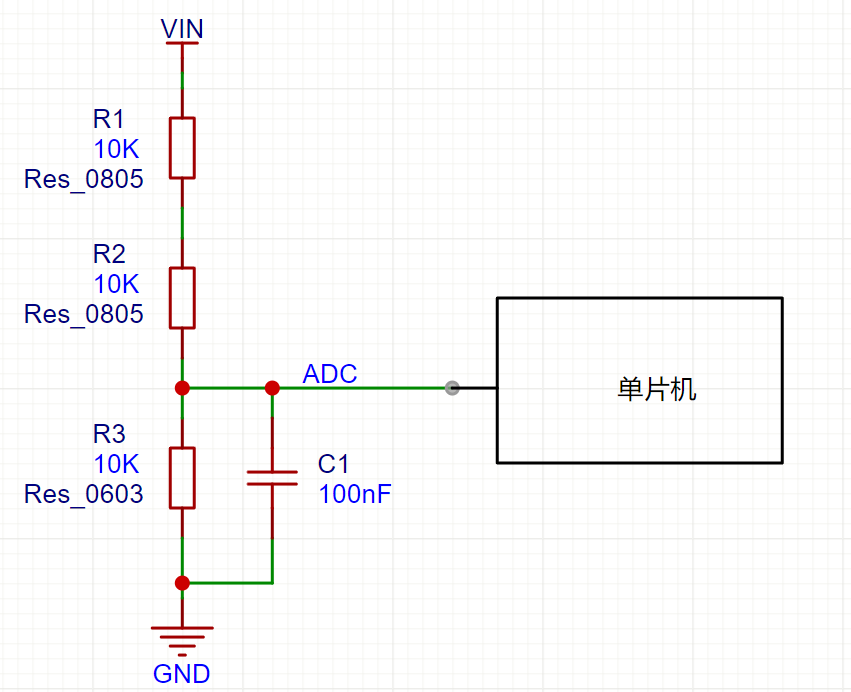 VIN
R1
10K
Res_0805
R2
10K
Res_0805
ADC
单片机
R3
10K
Res_0603
C1
100nF
GND